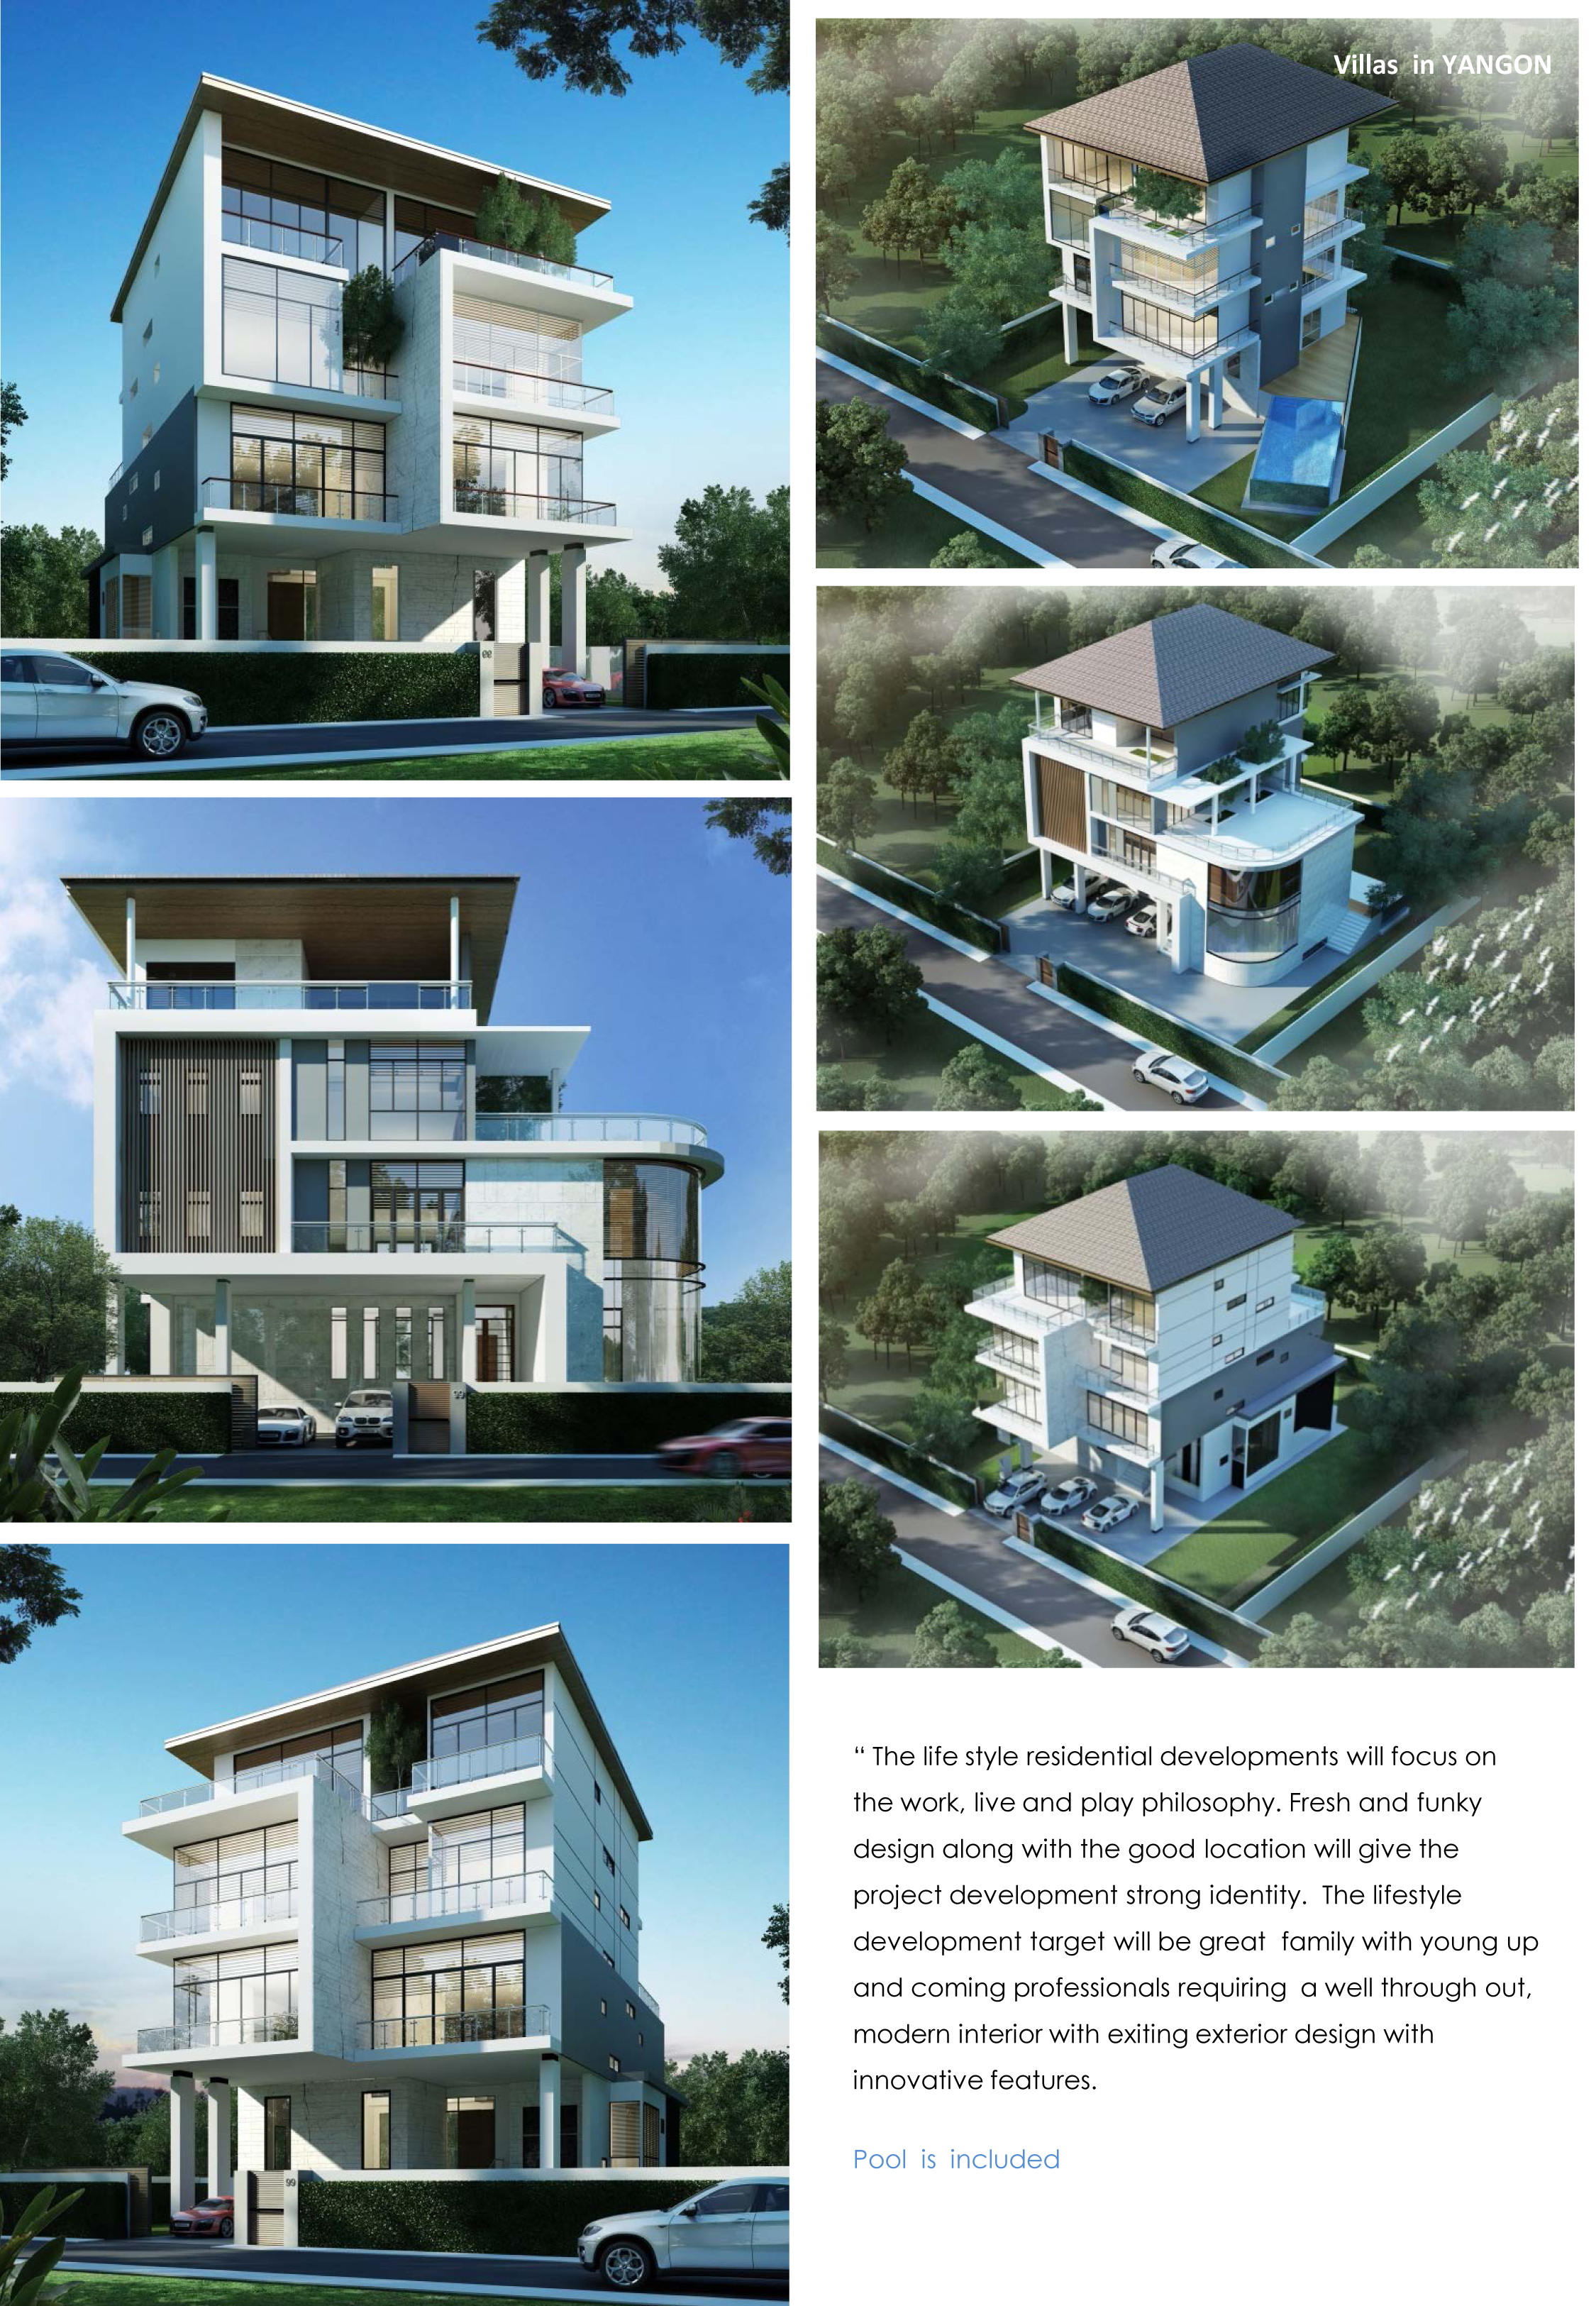 Villas in YANGON
“ The life style residential developments will focus on
the work, live and play philosophy. Fresh and funky
design along with the good location will give the
project development strong identity. The lifestyle
development target will be great family with young up
and coming professionals requiring a well through out,
modern interior with exiting exterior design with
innovative features.
Pool is included
99
99